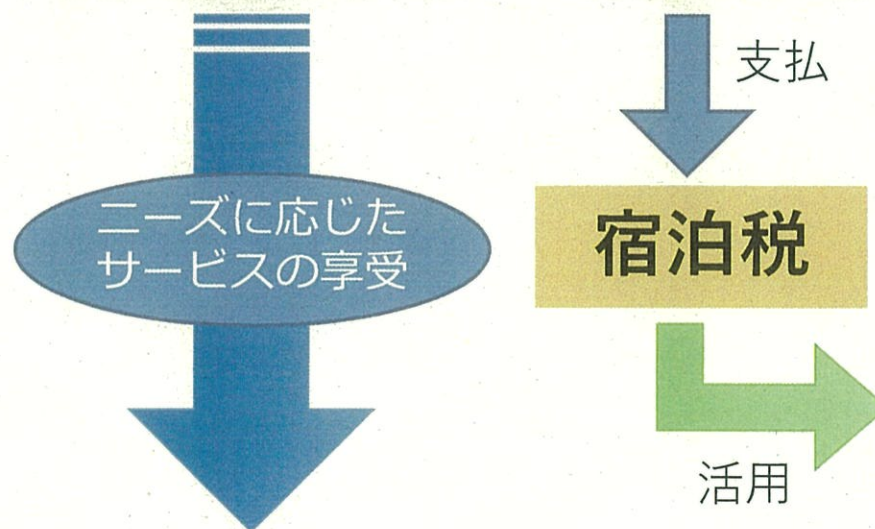 支払
ニーズに応じた
サービスの享受
宿泊税
活用